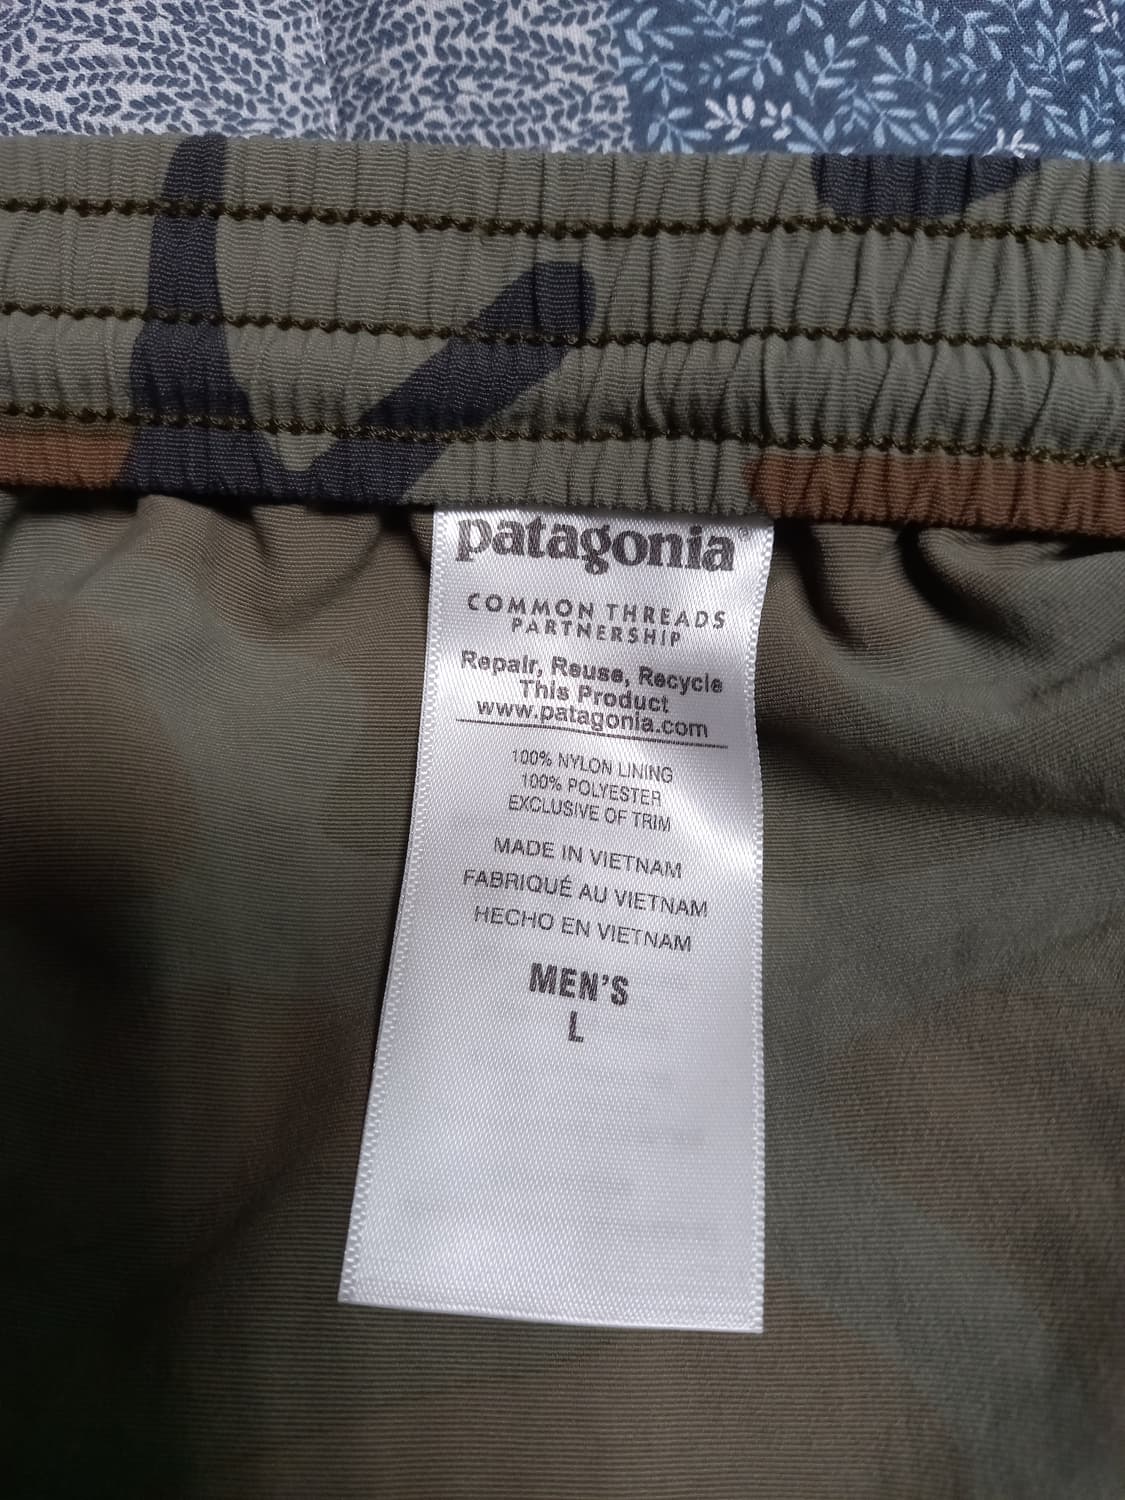 patagonia®
COMMON THREADS
PARTNERSHIP
Repair, Reuse, Recycle
This Product
www.patagonia.com
100% NYLON LINING
100% POLYESTER
EXCLUSIVE OF TRIM
MADE IN VIETNAM
FABRIQUÉ AU VIETNAM
HECHO EN VIETNAM
MEN'S
L